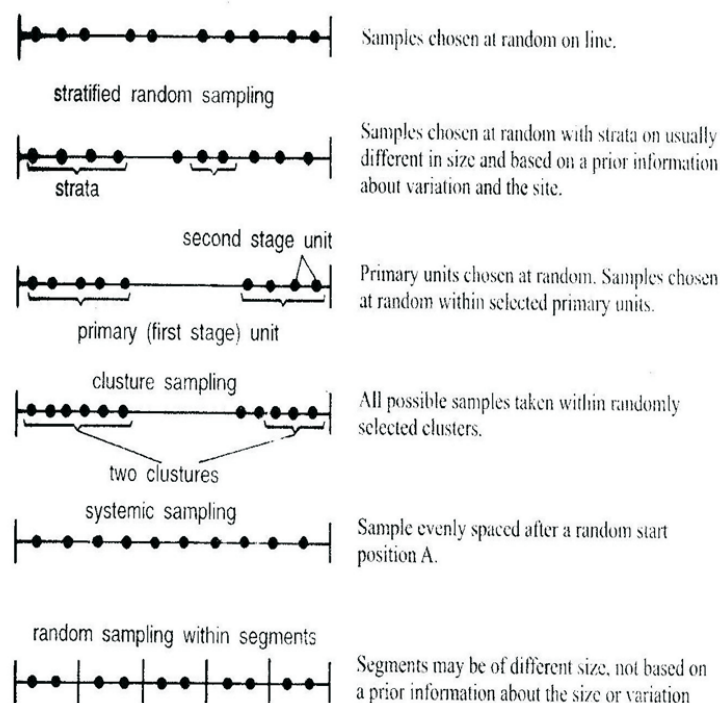 Samples chosen at random on line.
stratified random sampling
Samples chosen at random with strata on usually
different in size and based on a prior information
about variation and the site.
strata
second stage unit
Primary units chosen at random. Samples chosen
at random within selected primary units.
primary (first stage) unit
clusture sampling
All possible samples taken within randomly
selected clusters.
two clustures
systemic sampling
Sample evenly spaced after a random start
position A.
random sampling within segments
Segments may be of different size, not based on
a prior information about the size or variation